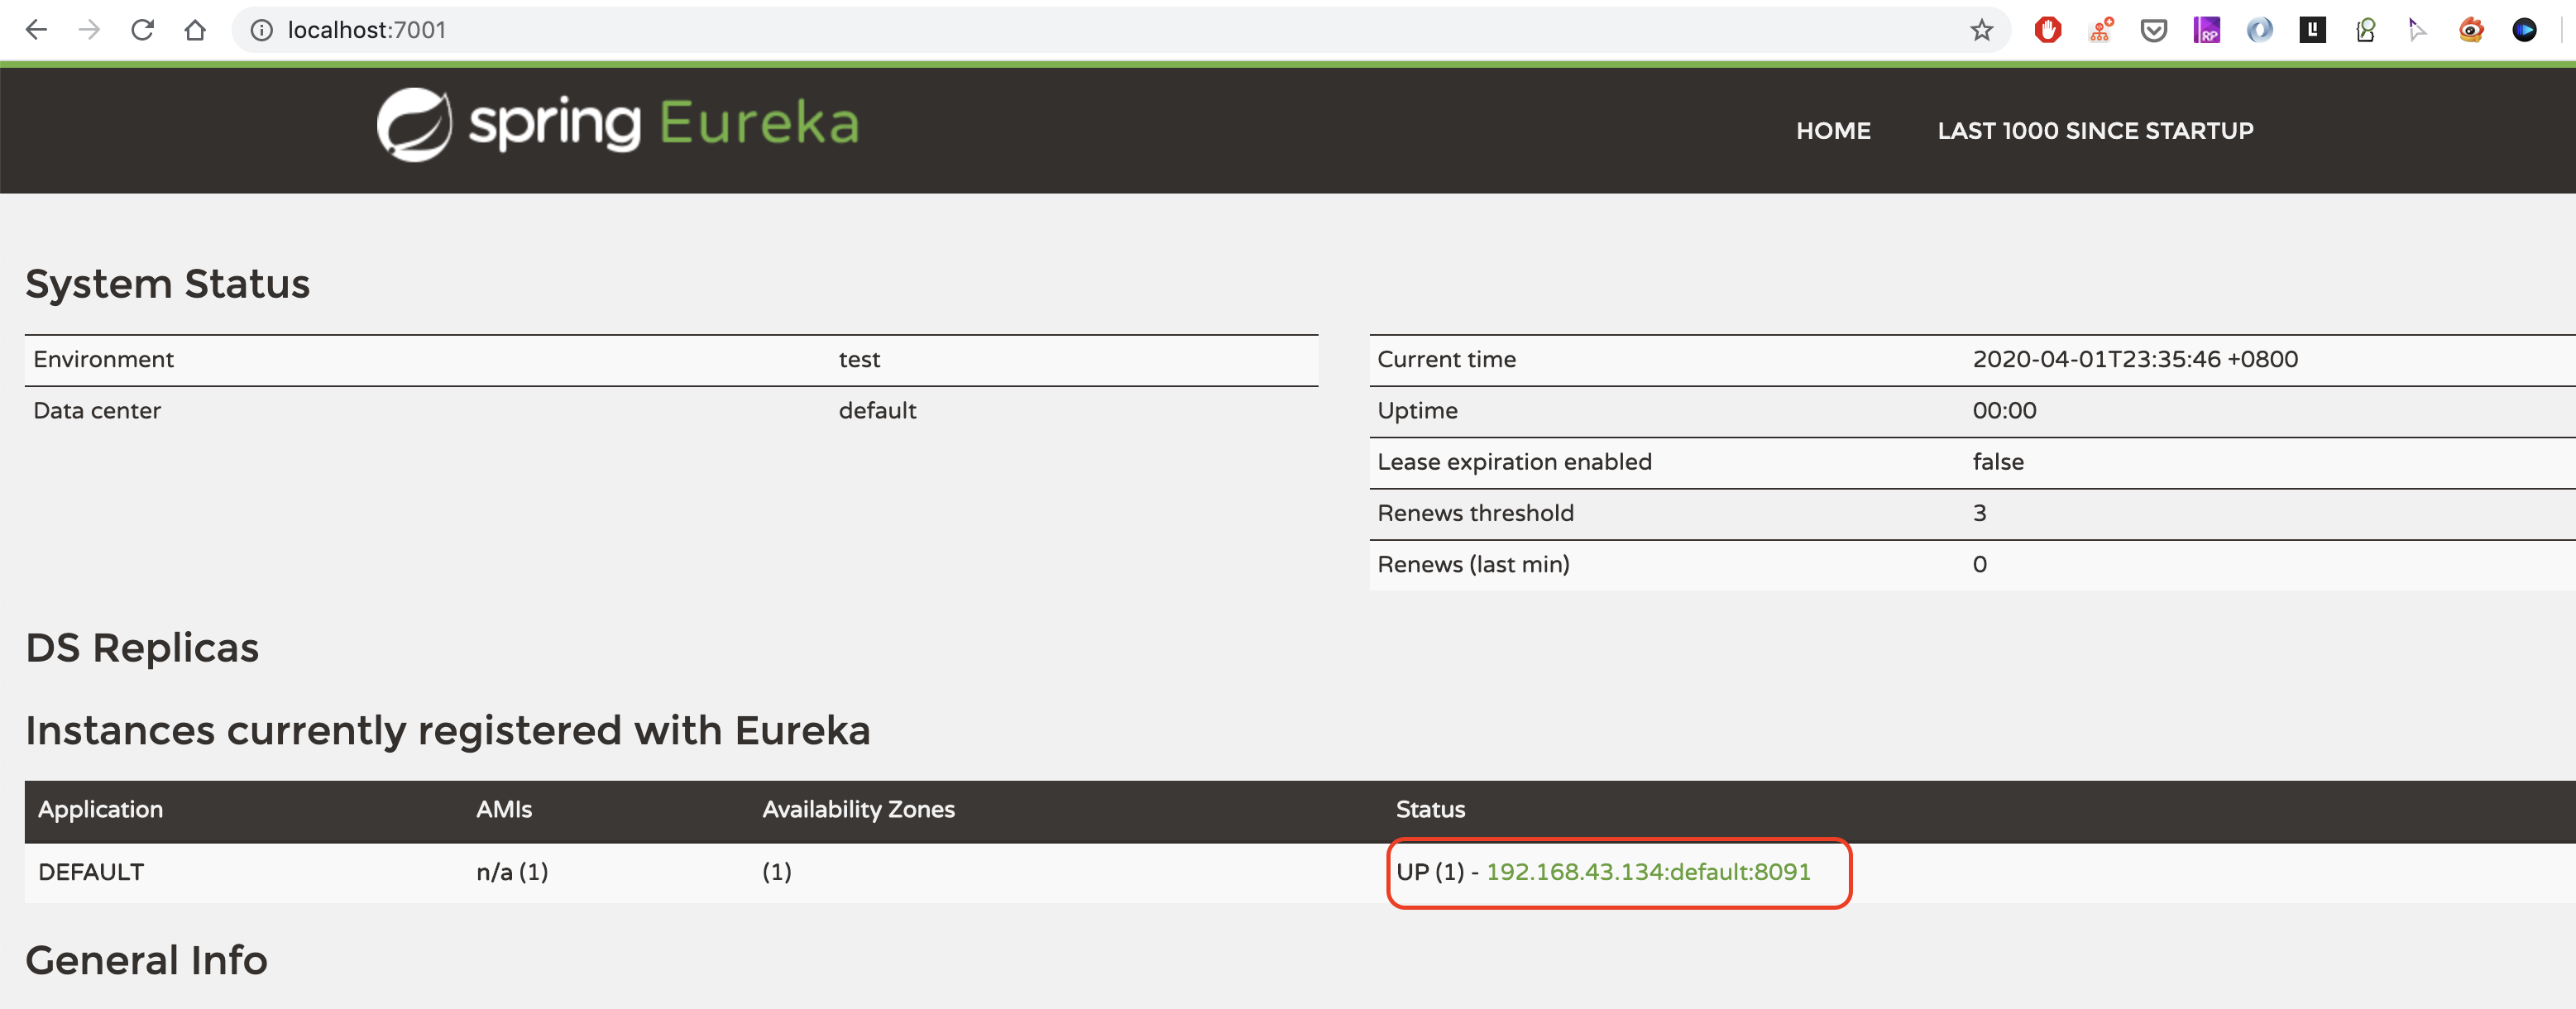 localhost:7001
spring Eureka
HOME LAST 1000 SINCE STARTUP
System Status
Environment test
Data center default
Current time 2020-04-01T23:35:46 +0800
Uptime 00:00
Lease expiration enabled false
Renews threshold 3
Renews (last min) 0
DS Replicas
Instances currently registered with Eureka
Application AMIs Availability Zones Status
DEFAULT n/a (1) (1) UP (1) - 192.168.43.134:default:8091
General Info